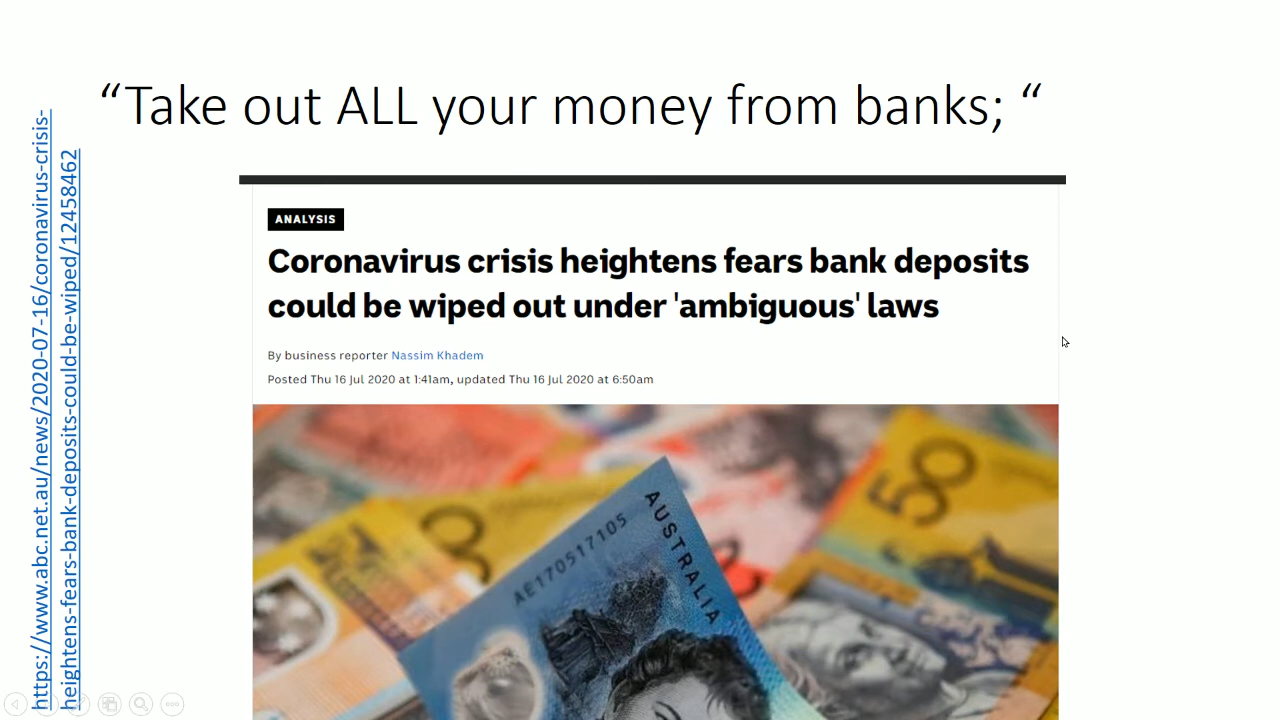 “Take out ALL your money from banks; “
https://www.abc.net.au/news/2020-07-16/coronavirus-crisis-
heightens-fears-bank-deposits-could-be-wiped/12458462
ANALYSIS
Coronavirus crisis heightens fears bank deposits
could be wiped out under 'ambiguous' laws
By business reporter Nassim Khadem
Posted Thu 16 Jul 2020 at 1:41am, updated Thu 16 Jul 2020 at 6:50am
50
AUSTRALIA
AE170517105